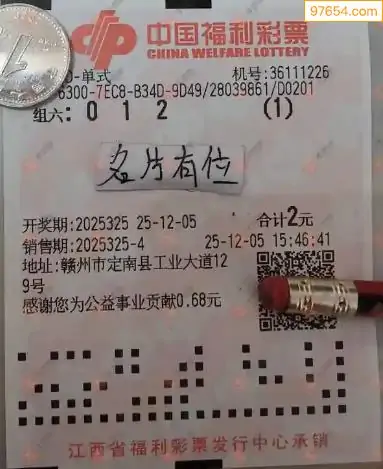 97654.com
中国福利彩票
CHINA WELFARE LOTTERY
-单式 机号:36111226
6300-7EC8-B34D-9D49/28039861/D0201
组六: 0 1 2 (1)
名片有位
开奖期:2025325 25-12-05 合计2元
销售期:2025325-4 25-12-05 15:46:41
地址:赣州市定南县工业大道12
9号
感谢您为公益事业贡献0.68元
江西省福利彩票发行中心承销